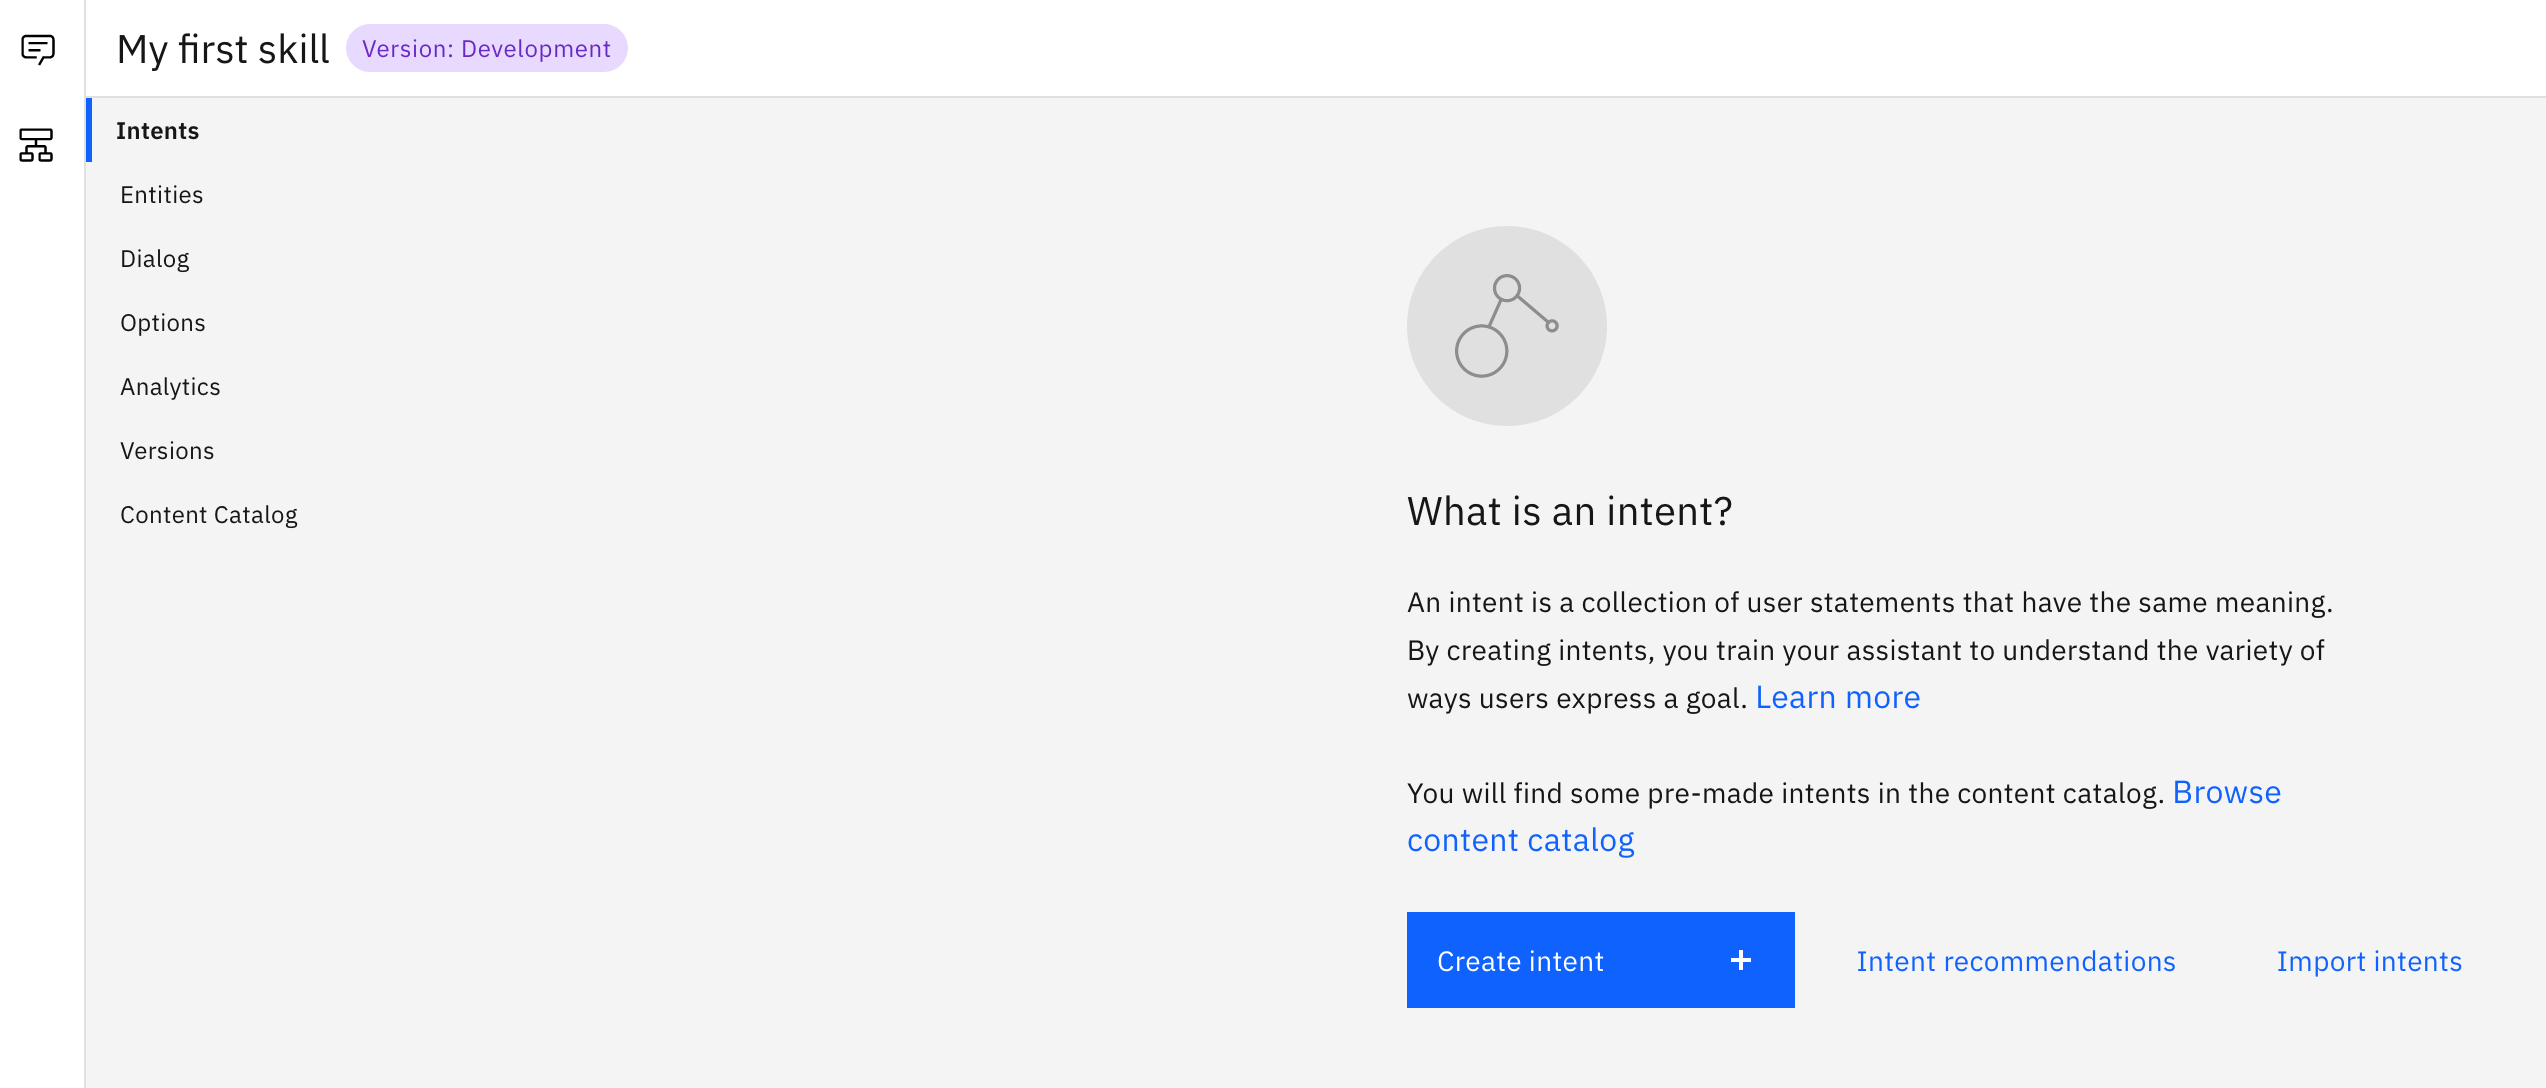 My first skill Version: Development
Intents
Entities
Dialog
Options
Analytics
Versions
Content Catalog
What is an intent?
An intent is a collection of user statements that have the same meaning.
By creating intents, you train your assistant to understand the variety of
ways users express a goal. Learn more
You will find some pre-made intents in the content catalog. Browse
content catalog
Create intent + Intent recommendations Import intents